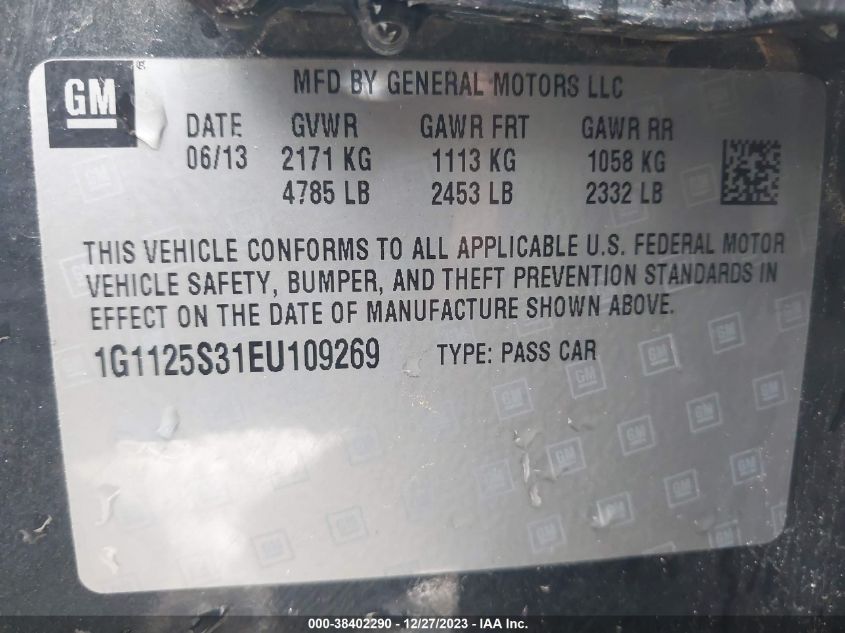 GM
MFD BY GENERAL MOTORS LLC
DATE GVWR GAWR FRT GAWR RR
06/13 2171 KG 1113 KG 1058 KG
4785 LB 2453 LB 2332 LB
THIS VEHICLE CONFORMS TO ALL APPLICABLE U.S. FEDERAL MOTOR
VEHICLE SAFETY, BUMPER, AND THEFT PREVENTION STANDARDS IN
EFFECT ON THE DATE OF MANUFACTURE SHOWN ABOVE.
1G1125S31EU109269 TYPE: PASS CAR
000-38402290 - 12/27/2023 - IAA Inc.